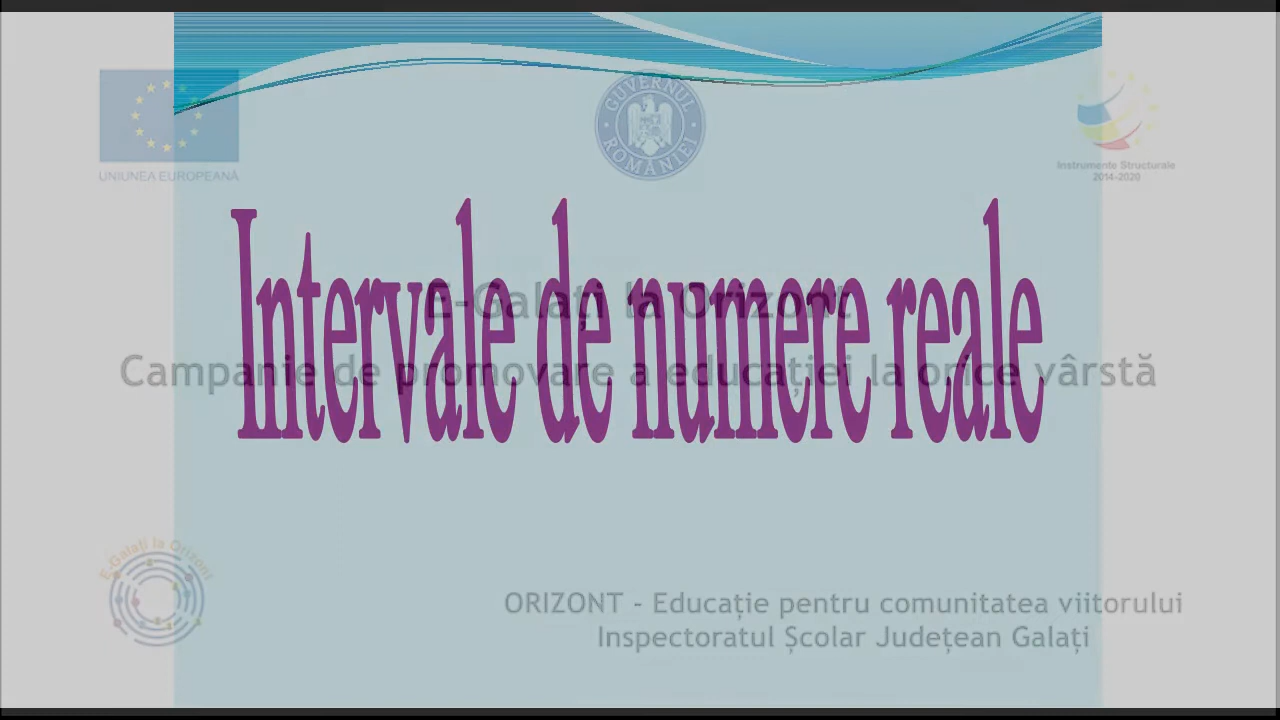 UNIUNEA EUROPEANĂ
GUVERNUL ROMÂNIEI
Instrumente Structurale
2014-2020
Intervale de numere reale
E-Galați la Orizont
Campanie de promovare a educației la orice vârstă
E-Galați la Orizont
ORIZONT - Educație pentru comunitatea viitorului
Inspectoratul Școlar Județean Galați